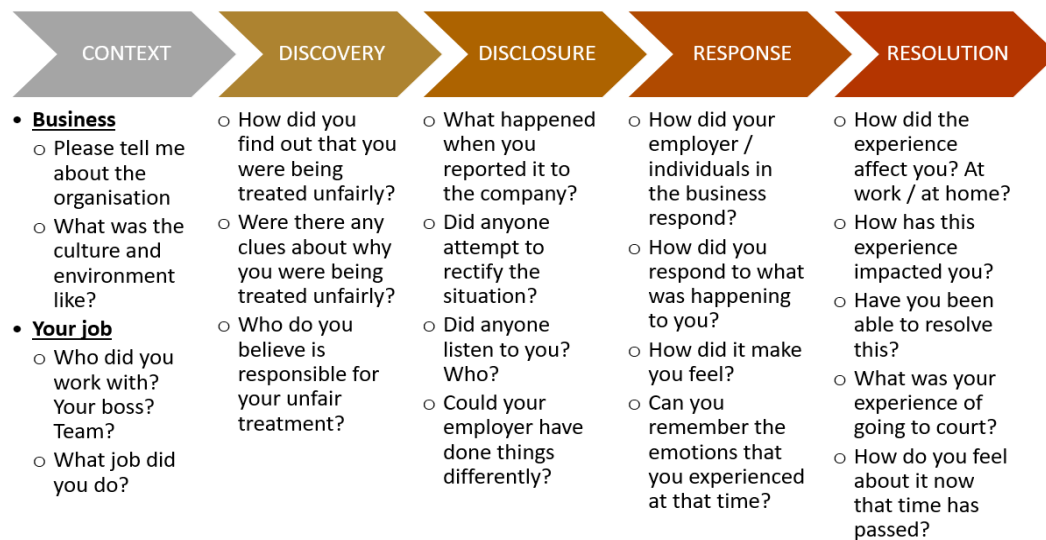 CONTEXT
DISCOVERY
DISCLOSURE
RESPONSE
RESOLUTION
• Business
o Please tell me
about the
organisation
o What was the
culture and
environment
like?
• Your job
o Who did you
work with?
Your boss?
Team?
o What job did
you do?
o How did you
find out that you
were being
treated unfairly?
o Were there any
clues about why
you were being
treated unfairly?
o Who do you
believe is
responsible for
your unfair
treatment?
o What happened
when you
reported it to
the company?
o Did anyone
attempt to
rectify the
situation?
o Did anyone
listen to you?
Who?
o Could your
employer have
done things
differently?
o How did your
employer /
individuals in
the business
respond?
o How did you
respond to what
was happening
to you?
o How did it make
you feel?
o Can you
remember the
emotions that
you experienced
at that time?
o How did the
experience
affect you? At
work / at home?
o How has this
experience
impacted you?
o Have you been
able to resolve
this?
o What was your
experience of
going to court?
o How do you feel
about it now
that time has
passed?